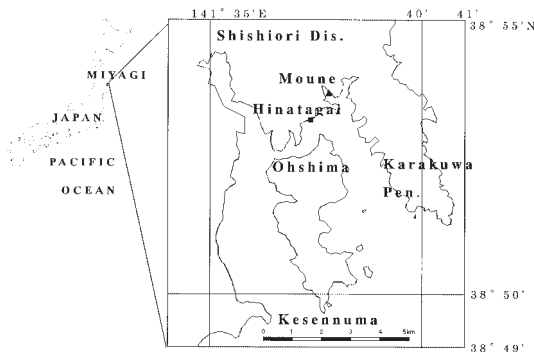 141° 35'E 40' 41'
38° 55'N
Shishiori Dis.
MIYAGI
Moune
Hinatagai
JAPAN
PACIFIC
OCEAN
Ohshima
Karakuwa
Pen.
38° 50'
Kesennuma
0 1 2 3 4 5km
38° 49'